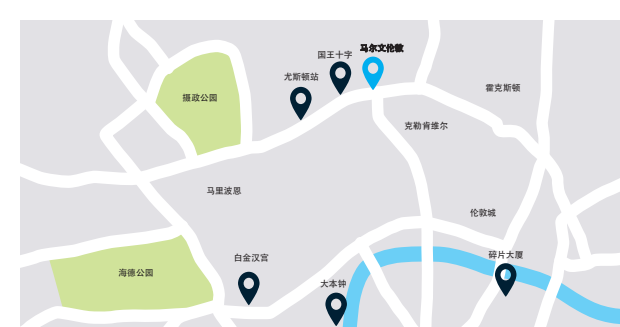 马尔文伦敦
国王十字
尤斯顿站
霍克斯顿
摄政公园
克勒肯维尔
马里波恩
伦敦城
碎片大厦
白金汉宫
海德公园
大本钟